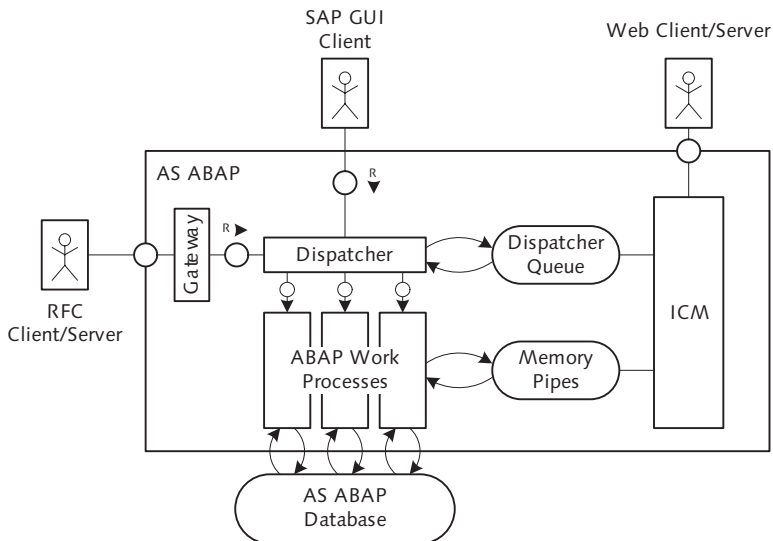 SAP GUI
Client
Web Client/Server
AS ABAP
R
R
Gateway
Dispatcher
Dispatcher
Queue
RFC
Client/Server
ICM
ABAP Work
Processes
Memory
Pipes
AS ABAP
Database